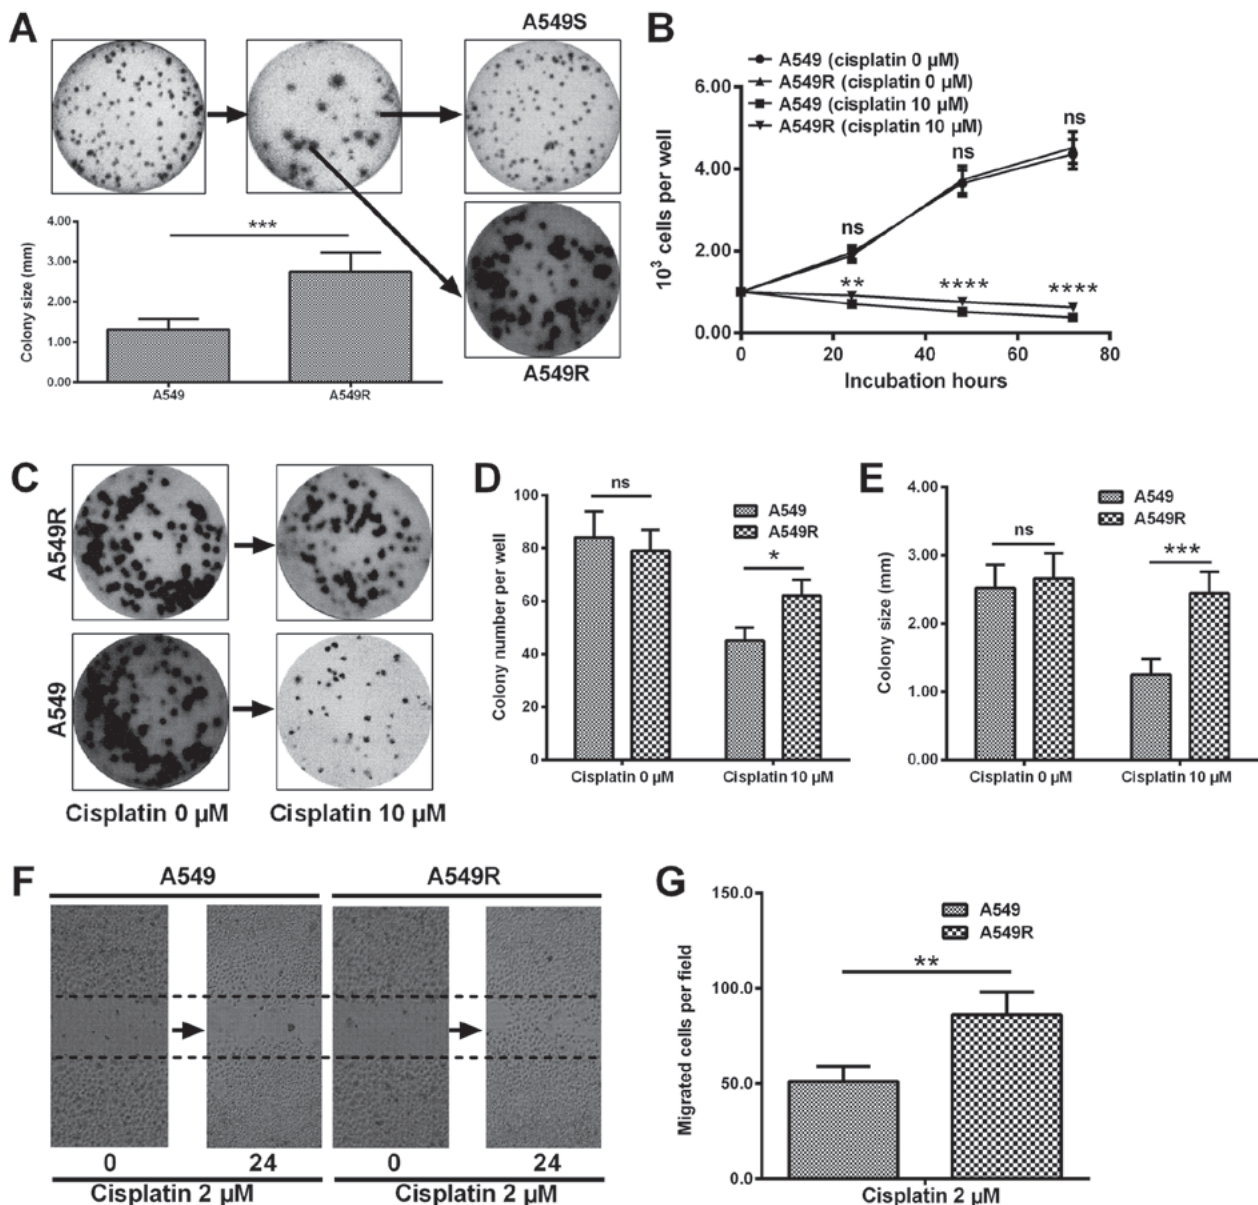 A
A549S
4.00
3.00
2.00
1.00
0.00
Colony size (mm)
***
A549
A549R
A549R
B
A549 (cisplatin 0 µM)
A549R (cisplatin 0 µM)
A549 (cisplatin 10 µM)
A549R (cisplatin 10 µM)
6.00
4.00
2.00
0.00
10³ cells per well
ns
ns
ns
**
****
****
0
20
40
60
80
Incubation hours
C
A549R
A549
Cisplatin 0 µM
Cisplatin 10 µM
D
100
80
60
40
20
0
Colony number per well
ns
A549
A549R
*
Cisplatin 0 µM
Cisplatin 10 µM
E
4.00
3.00
2.00
1.00
0.00
Colony size (mm)
ns
A549
A549R
***
Cisplatin 0 µM
Cisplatin 10 µM
F
A549
A549R
0
24
0
24
Cisplatin 2 µM
Cisplatin 2 µM
G
150.0
100.0
50.0
0.0
Migrated cells per field
A549
A549R
**
Cisplatin 2 µM